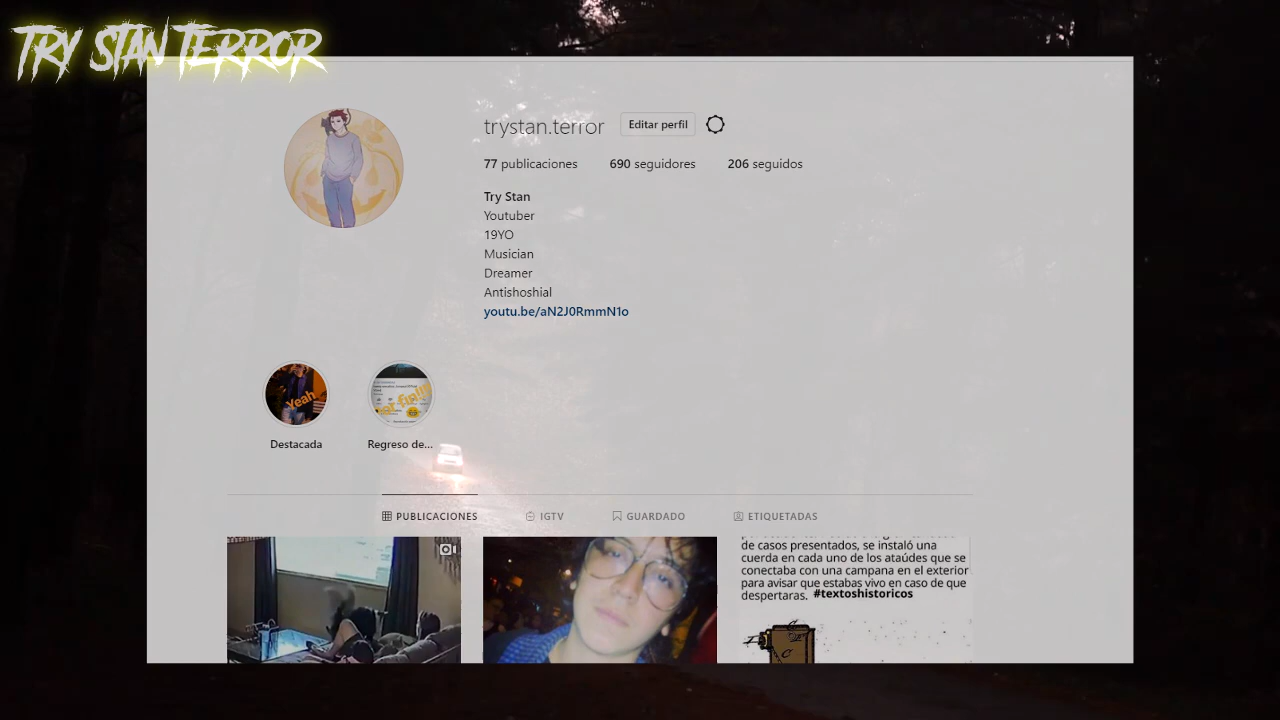 TRY STAN TERROR
trystan.terror Editar perfil
77 publicaciones 690 seguidores 206 seguidos
Try Stan
Youtuber
19YO
Musician
Dreamer
Antishoshial
youtu.be/aN2J0RmmN1o
Yeah
Destacada Regreso de...
PUBLICACIONES IGTV GUARDADO ETIQUETADAS
de casos presentados, se instaló una
cuerda en cada uno de los ataúdes que se
conectaba con una campana en el exterior
para avisar que estabas vivo en caso de que
despertaras. #textoshistoricos